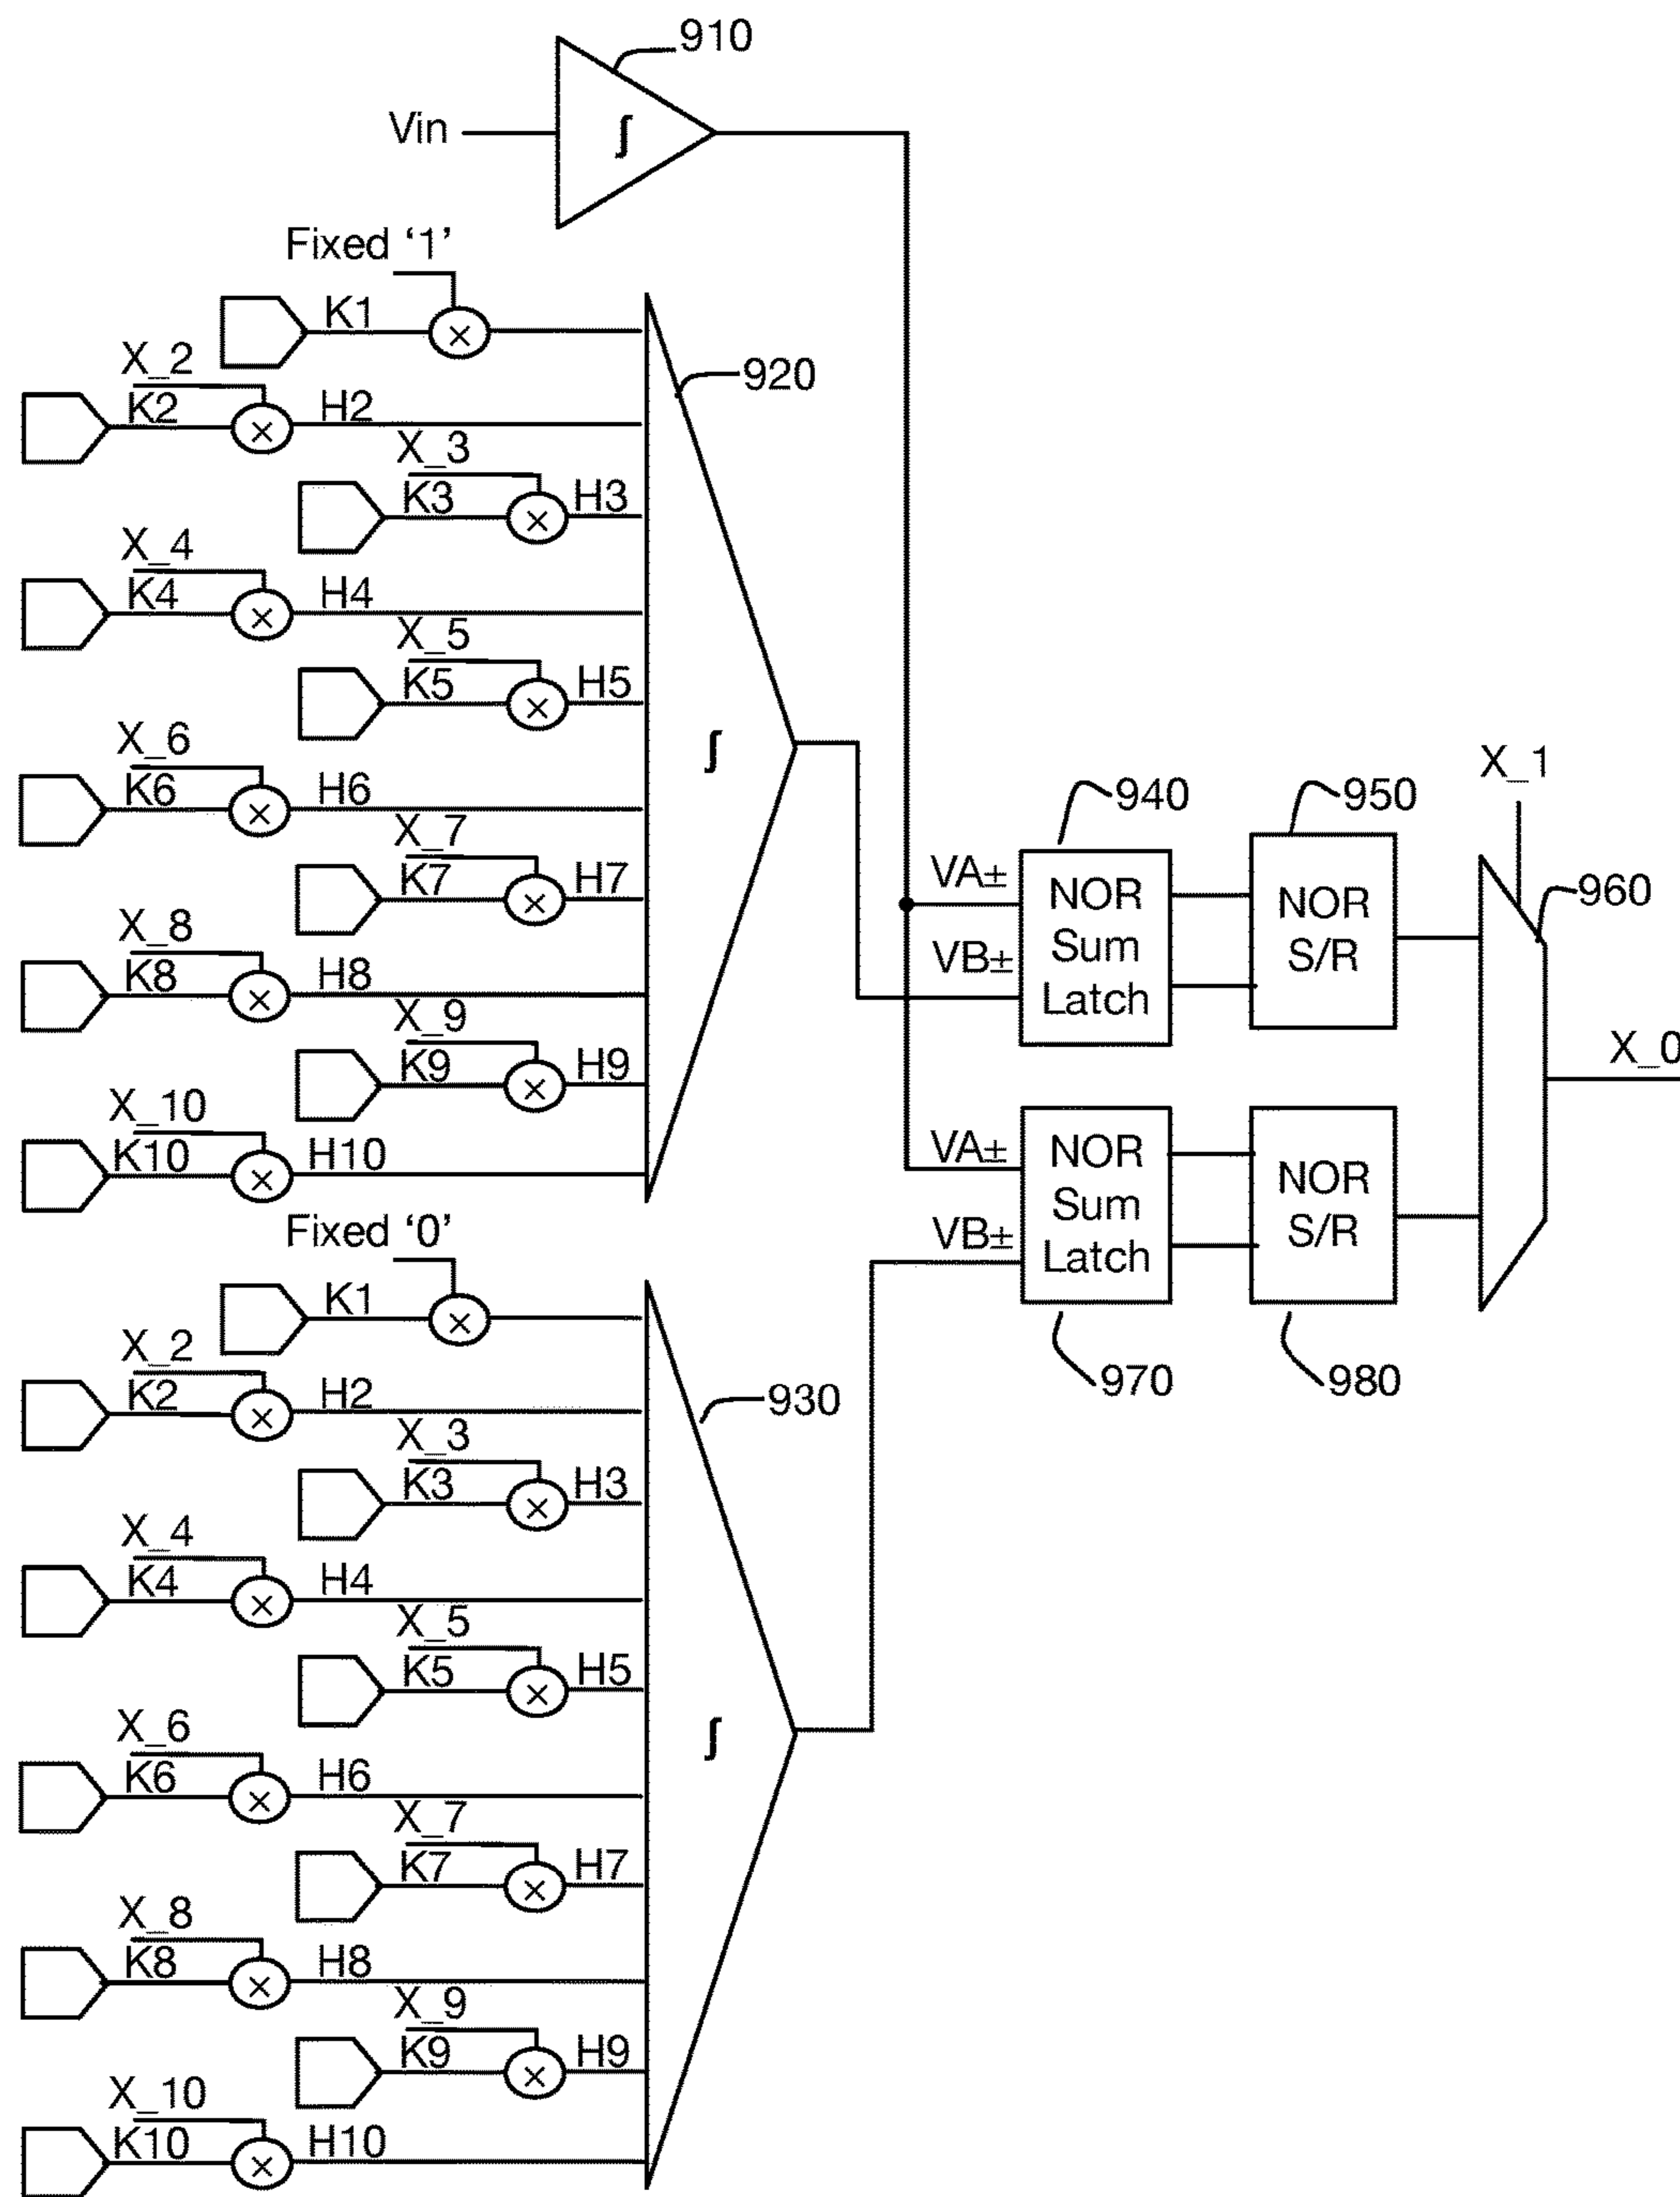 910
Vin
∫
Fixed ‘1’
K1
X_2
920
K2
H2
X_3
K3
H3
X_4
K4
H4
X_5
K5
H5
X_6
∫
K6
H6
X_7
K7
H7
X_8
K8
H8
X_9
K9
H9
X_10
K10
H10
X_1
940
950
960
VA±
VB±
NOR
Sum
Latch
NOR
S/R
X_0
VA±
VB±
NOR
Sum
Latch
NOR
S/R
970
980
Fixed ‘0’
K1
X_2
930
K2
H2
X_3
K3
H3
X_4
K4
H4
X_5
K5
H5
X_6
∫
K6
H6
X_7
K7
H7
X_8
K8
H8
X_9
K9
H9
X_10
K10
H10